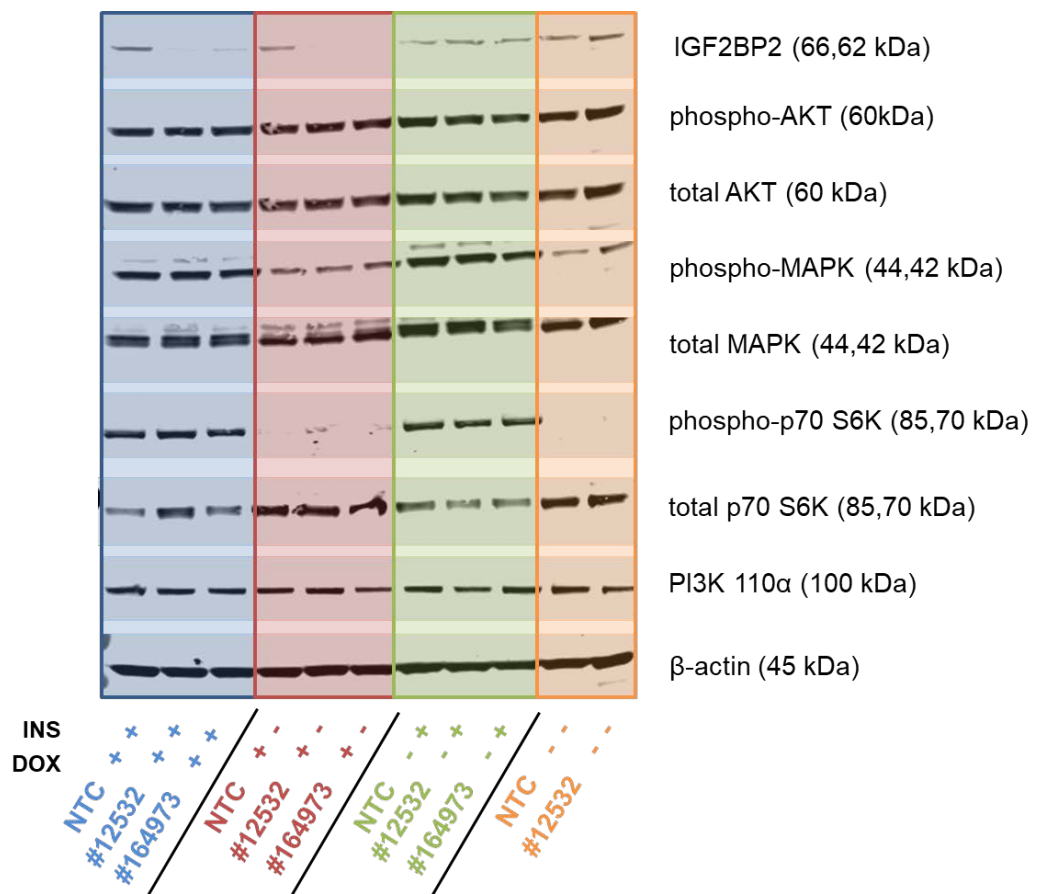 IGF2BP2 (66,62 kDa)
phospho-AKT (60kDa)
total AKT (60 kDa)
phospho-MAPK (44,42 kDa)
total MAPK (44,42 kDa)
phospho-p70 S6K (85,70 kDa)
total p70 S6K (85,70 kDa)
PI3K 110α (100 kDa)
β-actin (45 kDa)
INS + + + - - - + + + - -
DOX + + + + + + - - - - -
NTC
#12532
#164973
NTC
#12532
#164973
NTC
#12532
#164973
NTC
#12532